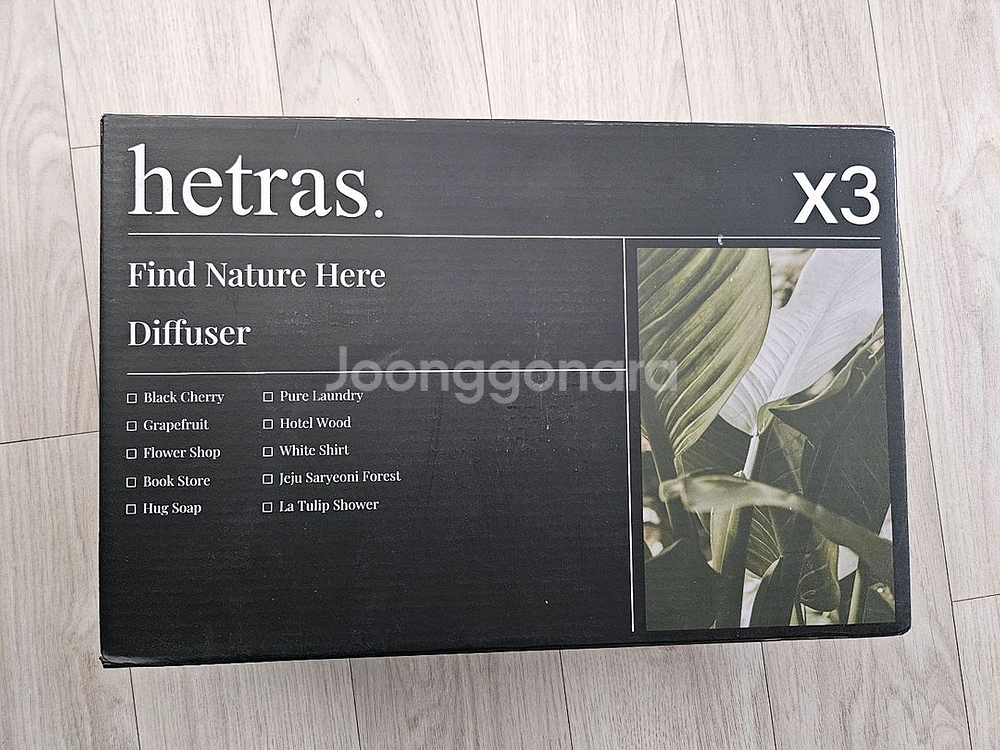 hetras.
x3
Find Nature Here
Diffuser
Joonggonara
☐ Black Cherry
☐ Grapefruit
☐ Flower Shop
☐ Book Store
☐ Hug Soap
☐ Pure Laundry
☐ Hotel Wood
☐ White Shirt
☐ Jeju Saryeoni Forest
☐ La Tulip Shower